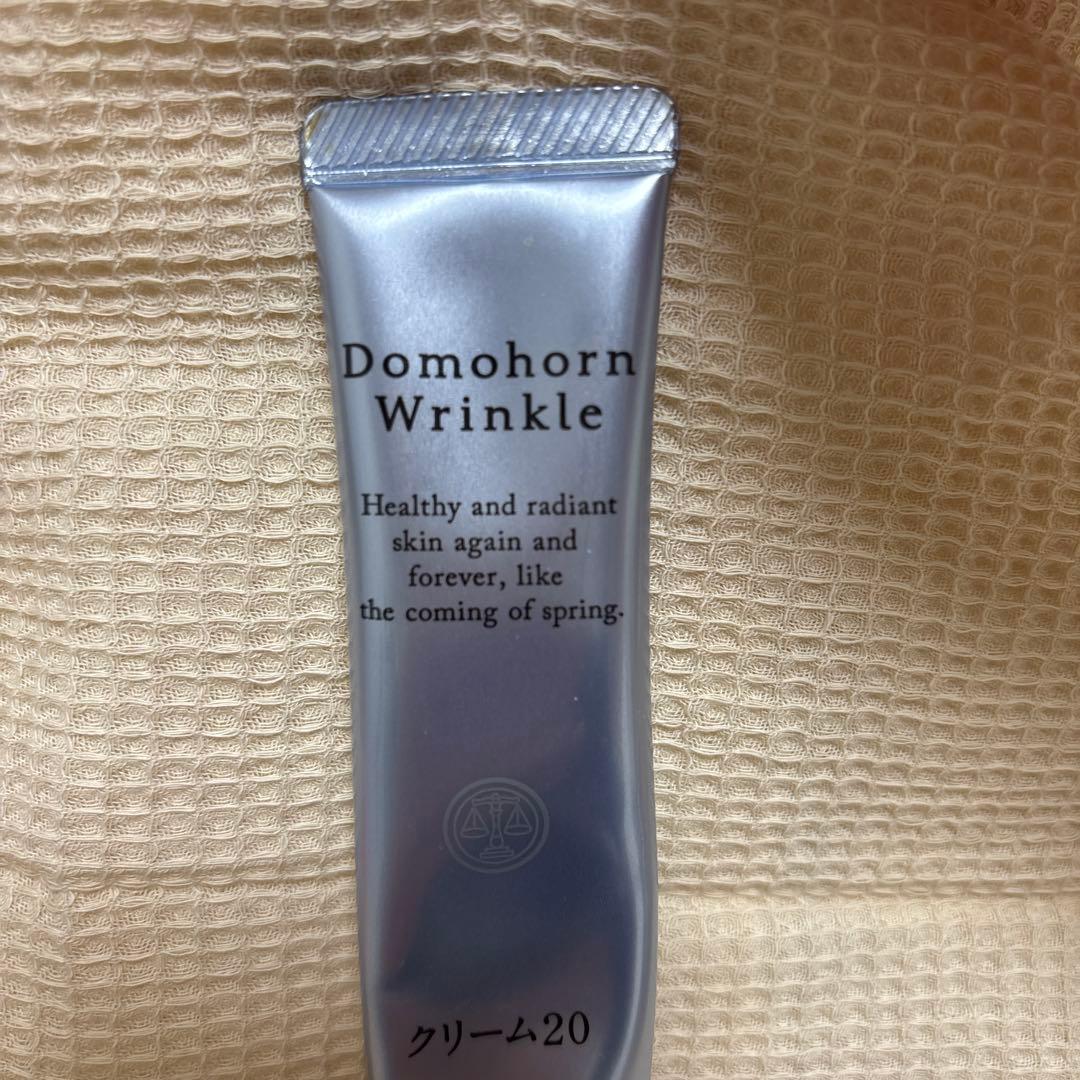 Domohorn
Wrinkle
Healthy and radiant
skin again and
forever, like
the coming of spring.
クリーム20